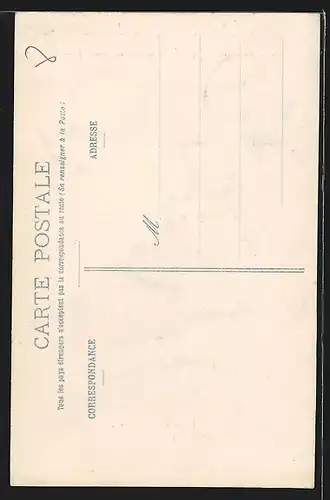 CARTE POSTALE
Tous les pays étrangers n'acceptent pas la correspondance au recto (Se renseigner à la Poste)
CORRESPONDANCE
ADRESSE
M